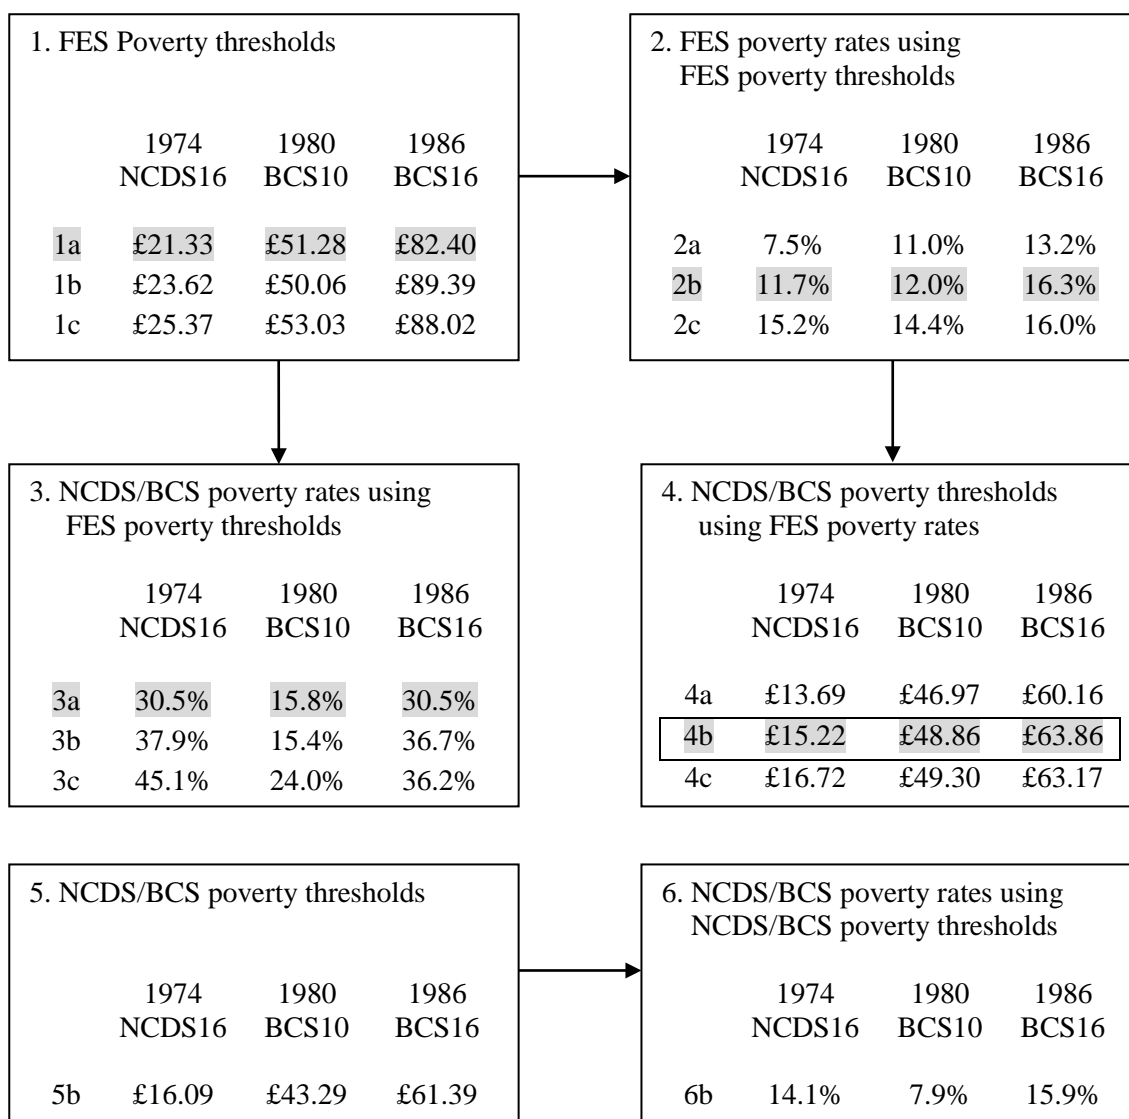 1. FES Poverty thresholds
1974 1980 1986
NCDS16 BCS10 BCS16
1a £21.33 £51.28 £82.40
1b £23.62 £50.06 £89.39
1c £25.37 £53.03 £88.02
2. FES poverty rates using
FES poverty thresholds
1974 1980 1986
NCDS16 BCS10 BCS16
2a 7.5% 11.0% 13.2%
2b 11.7% 12.0% 16.3%
2c 15.2% 14.4% 16.0%
3. NCDS/BCS poverty rates using
FES poverty thresholds
1974 1980 1986
NCDS16 BCS10 BCS16
3a 30.5% 15.8% 30.5%
3b 37.9% 15.4% 36.7%
3c 45.1% 24.0% 36.2%
4. NCDS/BCS poverty thresholds
using FES poverty rates
1974 1980 1986
NCDS16 BCS10 BCS16
4a £13.69 £46.97 £60.16
4b £15.22 £48.86 £63.86
4c £16.72 £49.30 £63.17
5. NCDS/BCS poverty thresholds
1974 1980 1986
NCDS16 BCS10 BCS16
5b £16.09 £43.29 £61.39
6. NCDS/BCS poverty rates using
NCDS/BCS poverty thresholds
1974 1980 1986
NCDS16 BCS10 BCS16
6b 14.1% 7.9% 15.9%